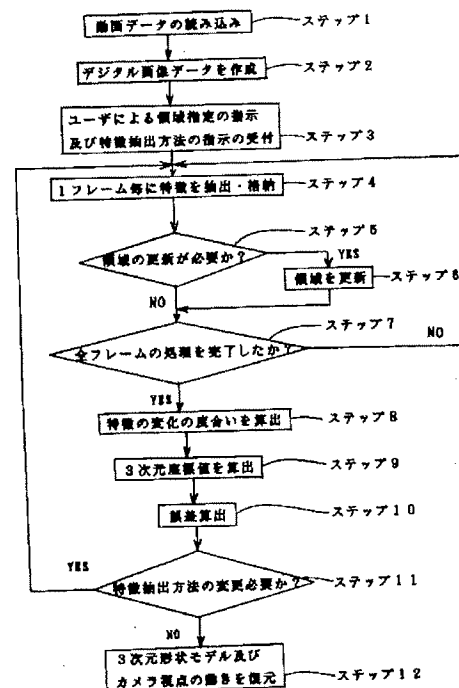 動画データの読み込み
ステップ1
デジタル画像データを作成
ステップ2
ユーザによる領域指定の指示
及び特徴抽出方法の指示の受付
ステップ3
1フレーム毎に特徴を抽出・格納
ステップ4
領域の更新が必要か?
ステップ5
YES
領域を更新
ステップ6
NO
全フレームの処理を完了したか?
ステップ7
NO
YES
特徴の変化の度合いを算出
ステップ8
3次元座標値を算出
ステップ9
誤差算出
ステップ10
YES
特徴抽出方法の変更必要か?
ステップ11
NO
3次元形状モデル及び
カメラ視点の動きを復元
ステップ12